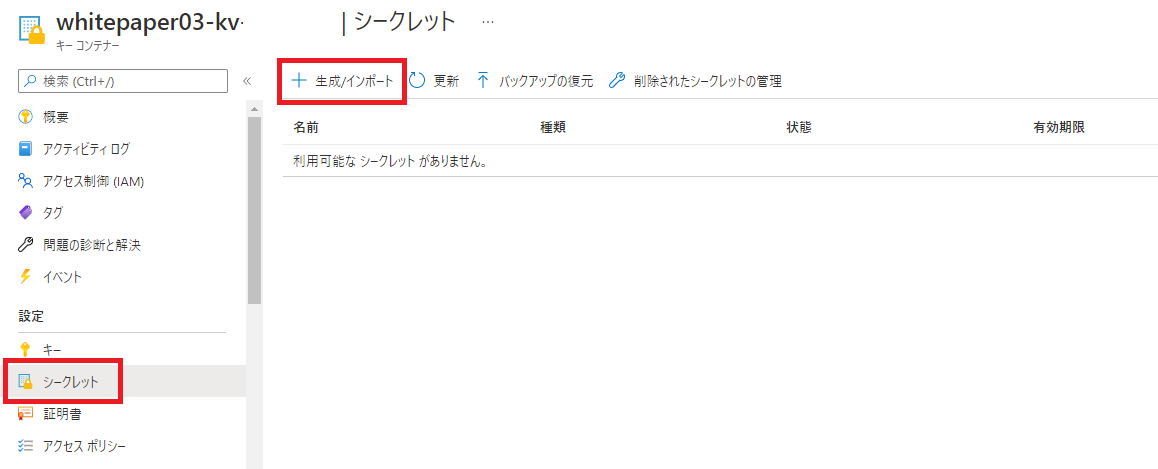 whitepaper03-kv- | シークレット ...
キー コンテナー
検索 (Ctrl+/) «
概要
アクティビティ ログ
アクセス制御 (IAM)
タグ
問題の診断と解決
イベント
設定
キー
シークレット
証明書
アクセス ポリシー
生成/インポート 更新 バックアップの復元 削除されたシークレットの管理
名前 種類 状態 有効期限
利用可能な シークレット がありません。